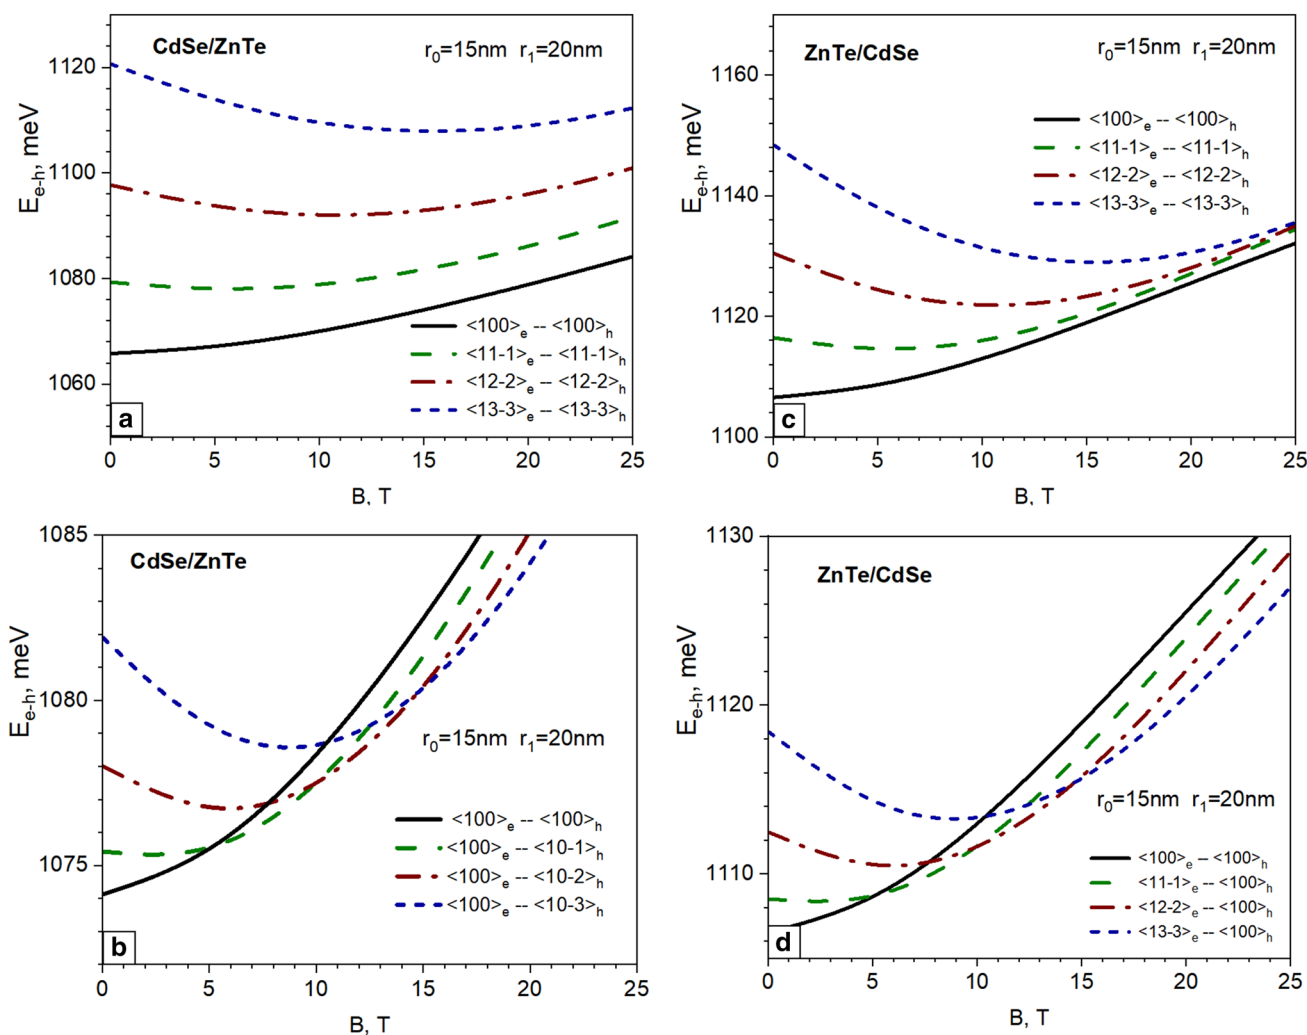 CdSe/ZnTe
r0=15nm r1=20nm
1120
1100
1080
1060
Ee-h, meV
<100>e -- <100>h
<11-1>e -- <11-1>h
<12-2>e -- <12-2>h
<13-3>e -- <13-3>h
a
0 5 10 15 20 25
B, T
ZnTe/CdSe
r0=15nm r1=20nm
1160
1140
1120
1100
Ee-h, meV
<100>e -- <100>h
<11-1>e -- <11-1>h
<12-2>e -- <12-2>h
<13-3>e -- <13-3>h
c
0 5 10 15 20 25
B, T
1085
1080
1075
Ee-h, meV
CdSe/ZnTe
r0=15nm r1=20nm
<100>e -- <100>h
<100>e -- <10-1>h
<100>e -- <10-2>h
<100>e -- <10-3>h
b
0 5 10 15 20 25
B, T
1130
1120
1110
Ee-h, meV
ZnTe/CdSe
r0=15nm r1=20nm
<100>e -- <100>h
<11-1>e -- <100>h
<12-2>e -- <100>h
<13-3>e -- <100>h
d
0 5 10 15 20 25
B, T